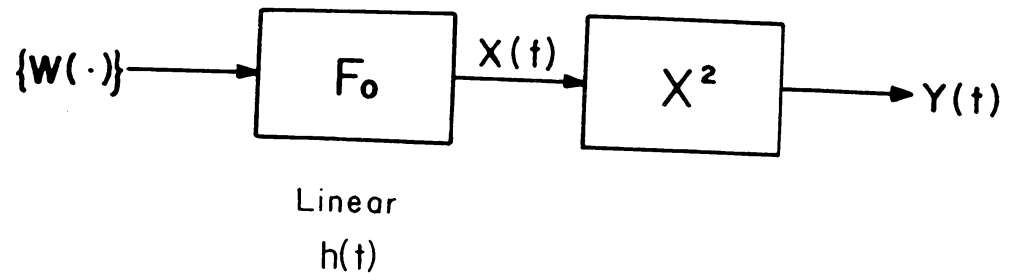 {W(·)}
F₀
X(t)
X²
Y(t)
Linear
h(t)